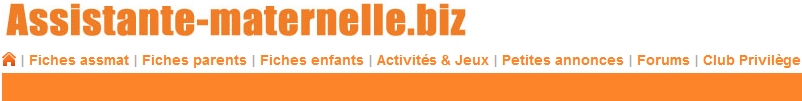 Assistante-maternelle.biz
| Fiches assmat | Fiches parents | Fiches enfants | Activités & Jeux | Petites annonces | Forums | Club Privilège